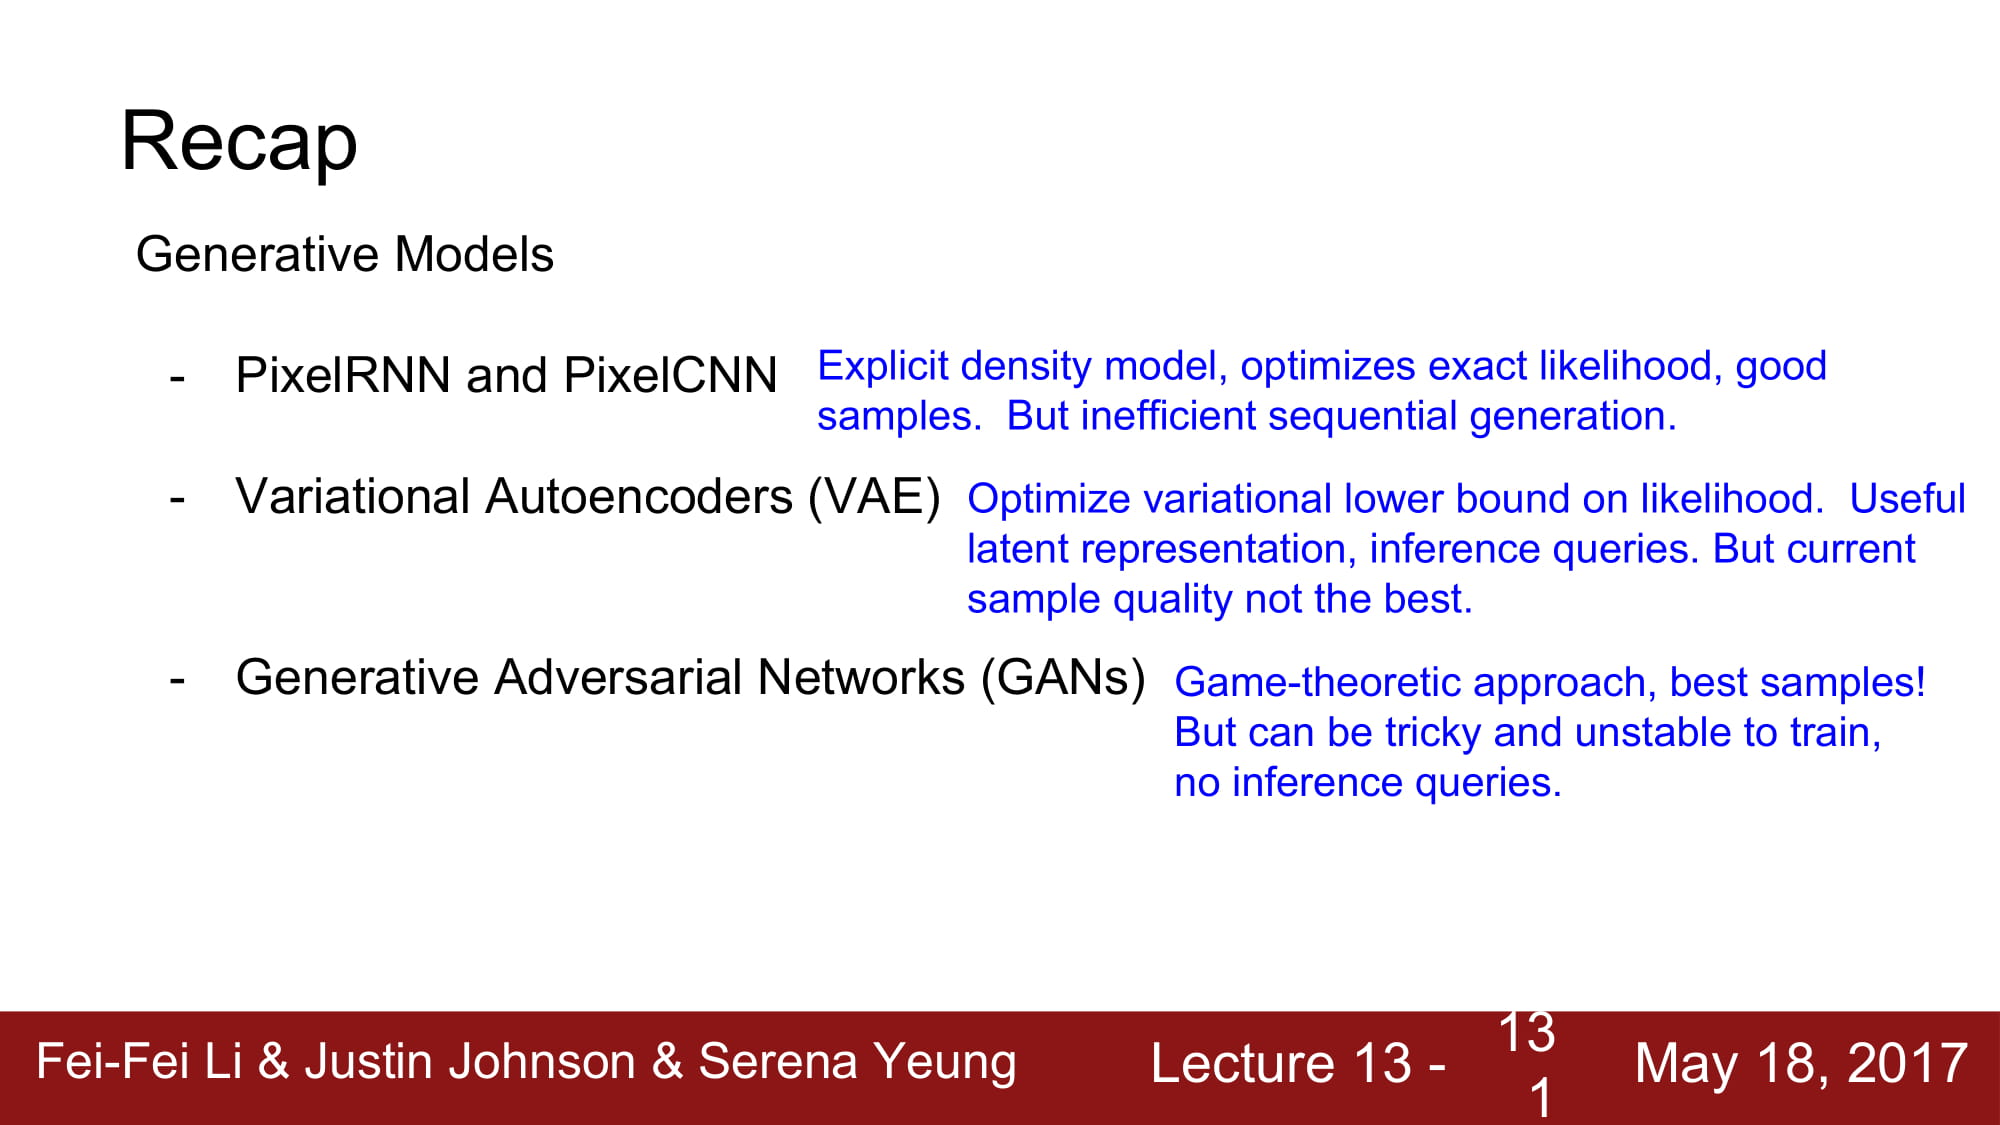 Recap
Generative Models
- PixelRNN and PixelCNN
Explicit density model, optimizes exact likelihood, good
samples.  But inefficient sequential generation.
- Variational Autoencoders (VAE)
Optimize variational lower bound on likelihood.  Useful
latent representation, inference queries. But current
sample quality not the best.
- Generative Adversarial Networks (GANs)
Game-theoretic approach, best samples!
But can be tricky and unstable to train,
no inference queries.
Fei-Fei Li & Justin Johnson & Serena Yeung
Lecture 13 -
13
1
May 18, 2017